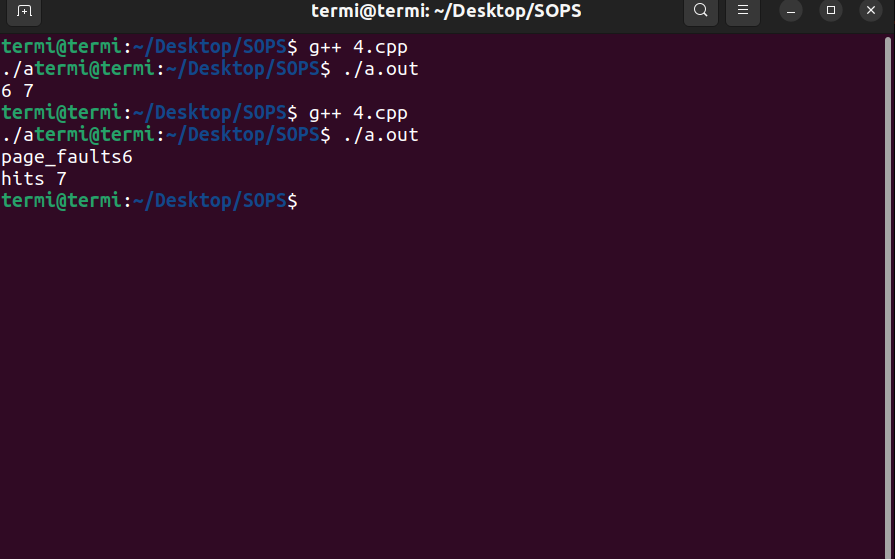 termi@termi: ~/Desktop/SOPS
termi@termi:~/Desktop/SOPS$ g++ 4.cpp
./atermi@termi:~/Desktop/SOPS$ ./a.out
6 7
termi@termi:~/Desktop/SOPS$ g++ 4.cpp
./atermi@termi:~/Desktop/SOPS$ ./a.out
page_faults6
hits 7
termi@termi:~/Desktop/SOPS$